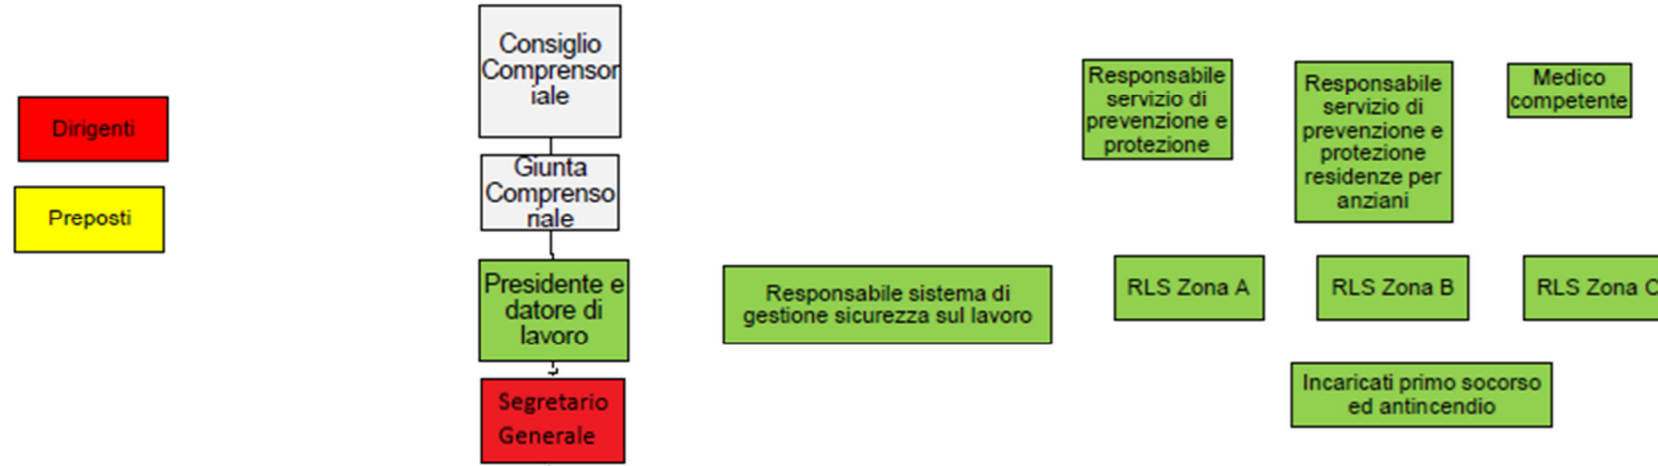 Dirigenti
Preposti
Consiglio
Comprensor
iale
Giunta
Comprenso
riale
Presidente e
datore di
lavoro
Segretario
Generale
Responsabile sistema di
gestione sicurezza sul lavoro
Responsabile
servizio di
prevenzione e
protezione
Responsabile
servizio di
prevenzione e
protezione
residenze per
anziani
Medico
competente
RLS Zona A
RLS Zona B
RLS Zona C
Incaricati primo socorso
ed antincendio